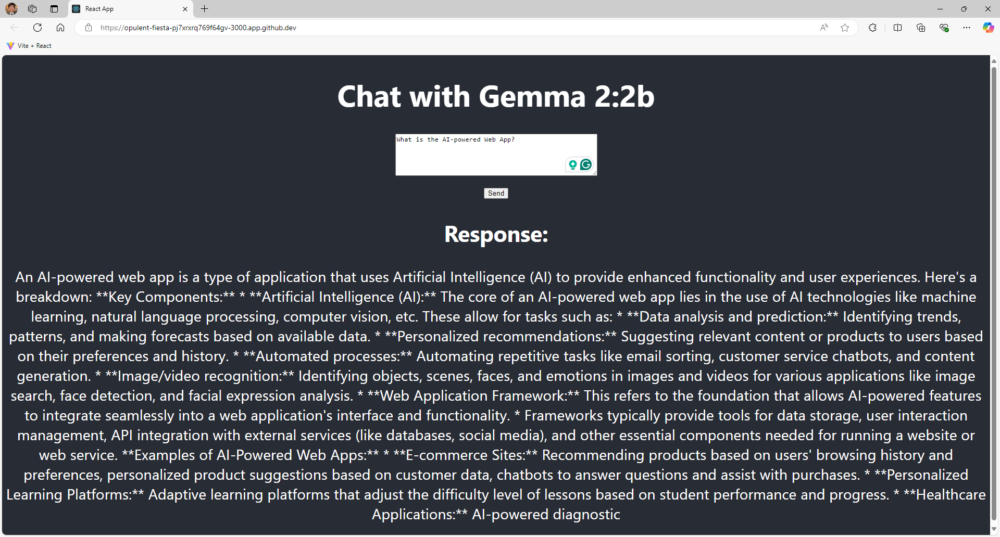 React App
https://opulent-fiesta-pj7xrxrq769f64gv-3000.app.github.dev
Vite + React
Chat with Gemma 2:2b
What is the AI-powered Web App?
Send
Response:
An AI-powered web app is a type of application that uses Artificial Intelligence (AI) to provide enhanced functionality and user experiences. Here's a
breakdown: **Key Components:** * **Artificial Intelligence (AI):** The core of an AI-powered web app lies in the use of AI technologies like machine
learning, natural language processing, computer vision, etc. These allow for tasks such as: * **Data analysis and prediction:** Identifying trends,
patterns, and making forecasts based on available data. * **Personalized recommendations:** Suggesting relevant content or products to users based
on their preferences and history. * **Automated processes:** Automating repetitive tasks like email sorting, customer service chatbots, and content
generation. * **Image/video recognition:** Identifying objects, scenes, faces, and emotions in images and videos for various applications like image
search, face detection, and facial expression analysis. * **Web Application Framework:** This refers to the foundation that allows AI-powered features
to integrate seamlessly into a web application's interface and functionality. * Frameworks typically provide tools for data storage, user interaction
management, API integration with external services (like databases, social media), and other essential components needed for running a website or
web service. **Examples of AI-Powered Web Apps:** * **E-commerce Sites:** Recommending products based on users' browsing history and
preferences, personalized product suggestions based on customer data, chatbots to answer questions and assist with purchases. * **Personalized
Learning Platforms:** Adaptive learning platforms that adjust the difficulty level of lessons based on student performance and progress. * **Healthcare
Applications:** AI-powered diagnostic